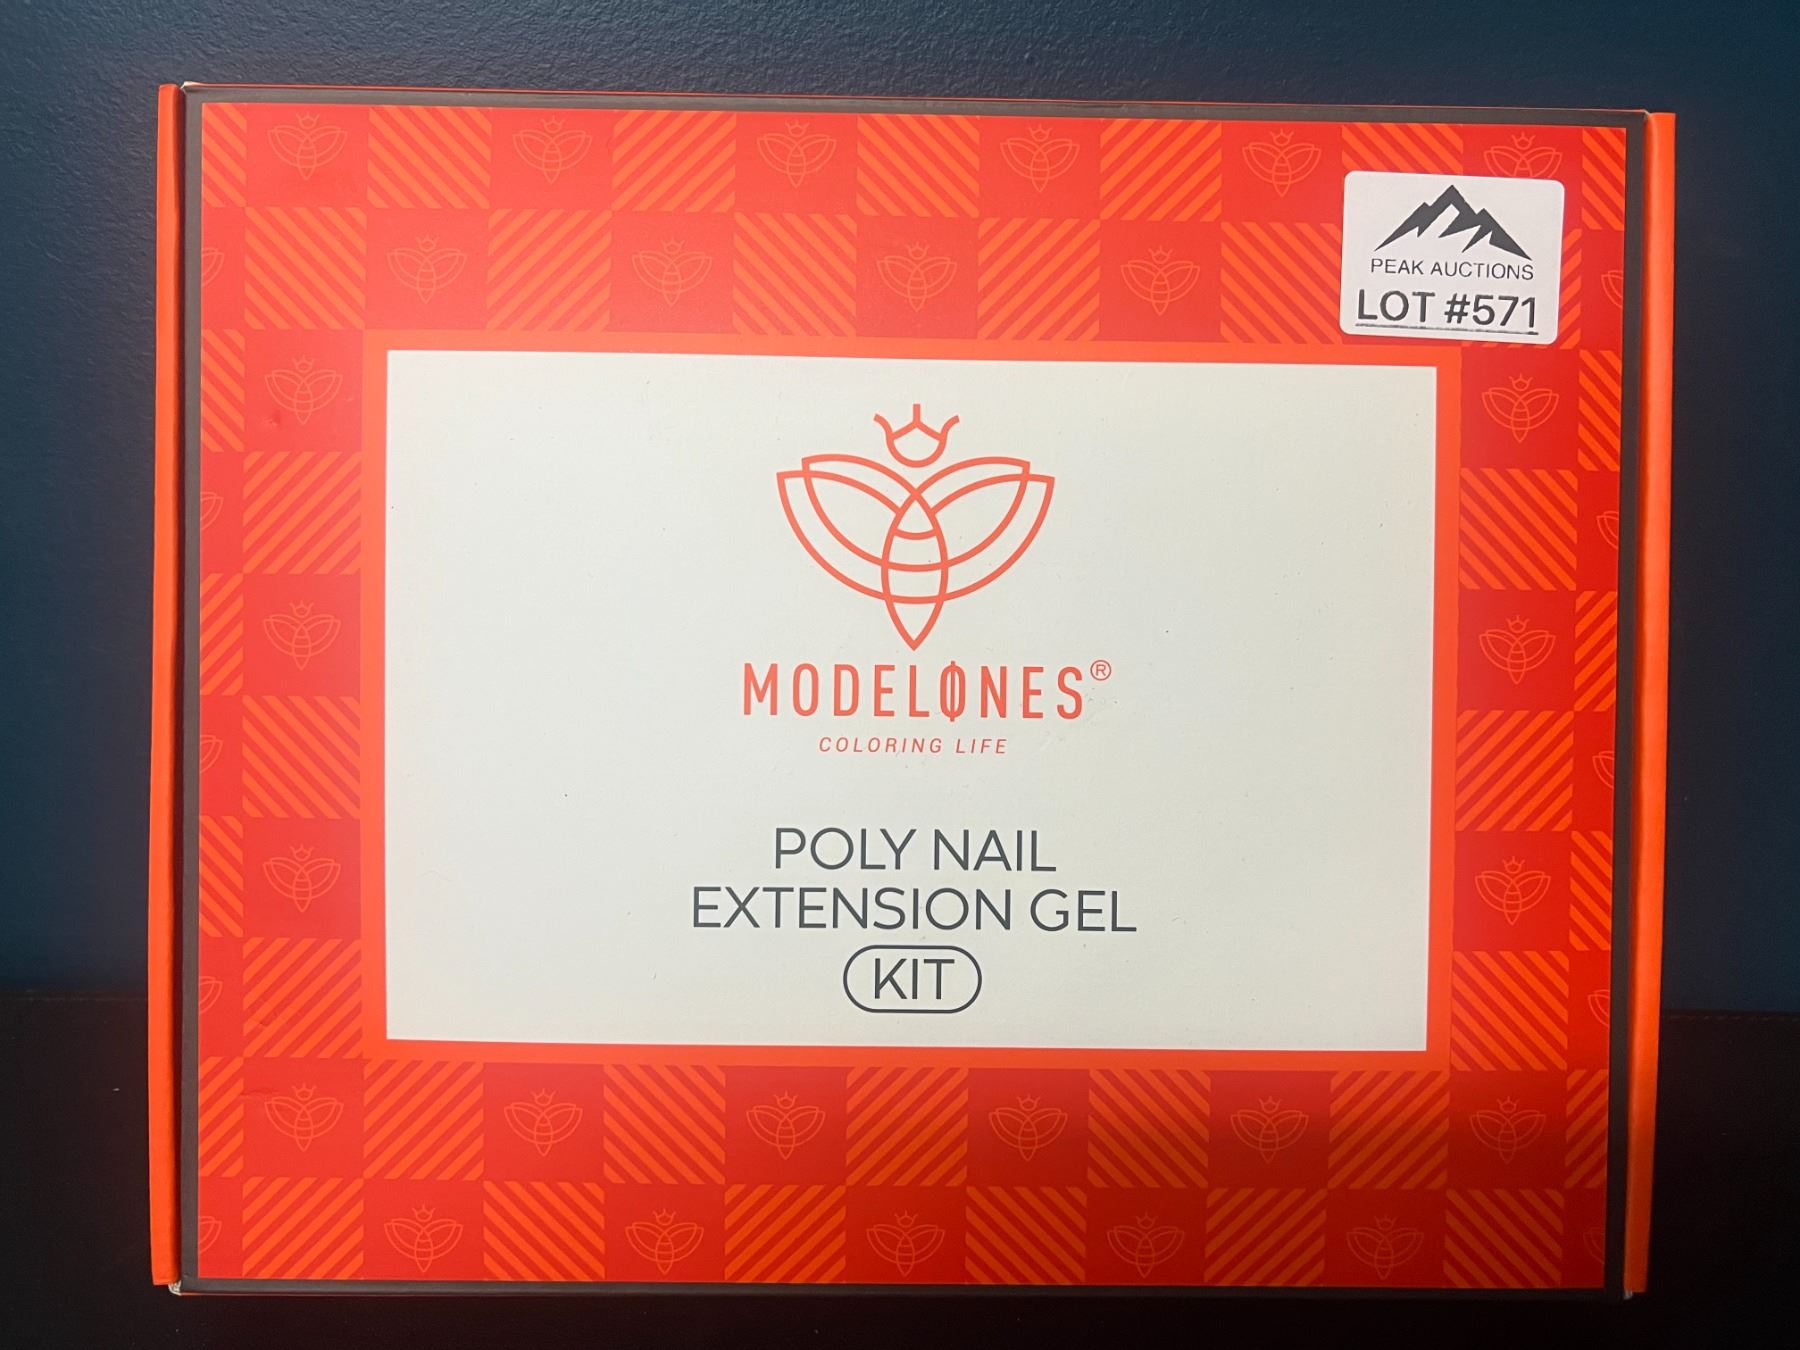 PEAK AUCTIONS
LOT #571
MODELONES®
COLORING LIFE
POLY NAIL
EXTENSION GEL
KIT